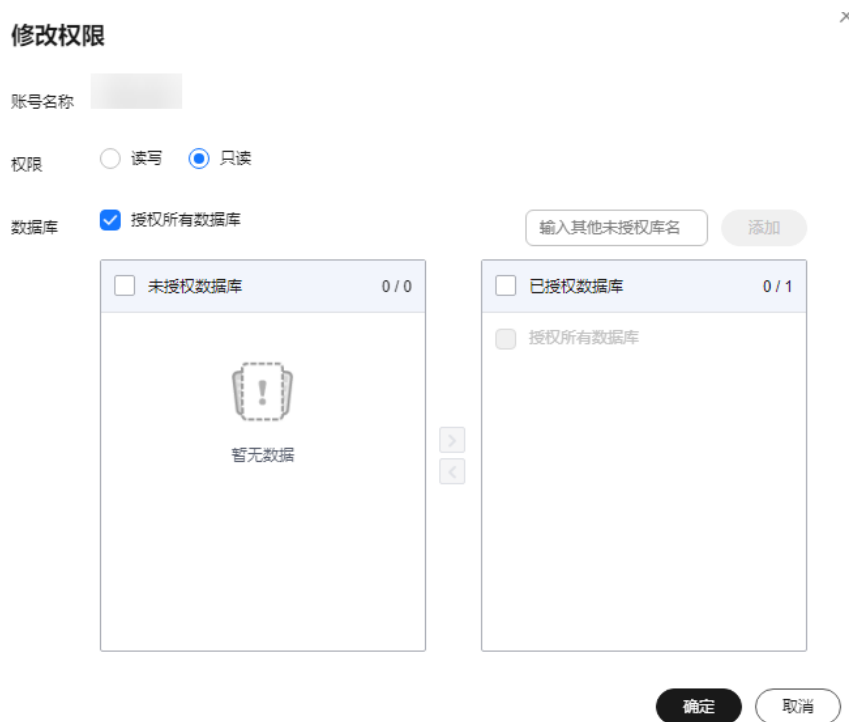 修改权限
账号名称
权限 读写 只读
数据库 授权所有数据库 输入其他未授权库名 添加
未授权数据库 0 / 0 已授权数据库 0 / 1
授权所有数据库
暂无数据
确定 取消